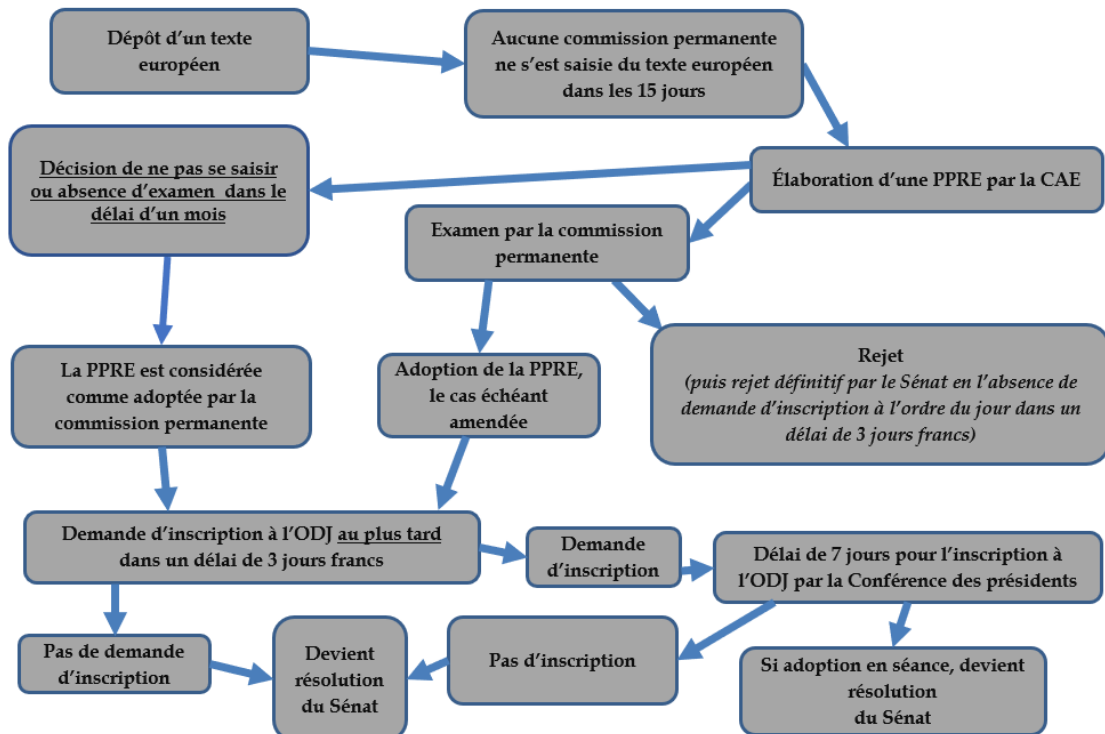 Dépôt d’un texte
européen
Aucune commission permanente
ne s’est saisie du texte européen
dans les 15 jours
Décision de ne pas se saisir
ou absence d’examen dans le
délai d’un mois
Élaboration d’une PPRE par la CAE
Examen par la commission
permanente
La PPRE est considérée
comme adoptée par la
commission permanente
Adoption de la PPRE,
le cas échéant
amendée
Rejet
(puis rejet définitif par le Sénat en l’absence de
demande d’inscription à l’ordre du jour dans un
délai de 3 jours francs)
Demande d’inscription à l’ODJ au plus tard
dans un délai de 3 jours francs
Demande
d’inscription
Délai de 7 jours pour l’inscription à
l’ODJ par la Conférence des présidents
Pas de demande
d’inscription
Devient
résolution
du Sénat
Pas d’inscription
Si adoption en séance, devient
résolution
du Sénat